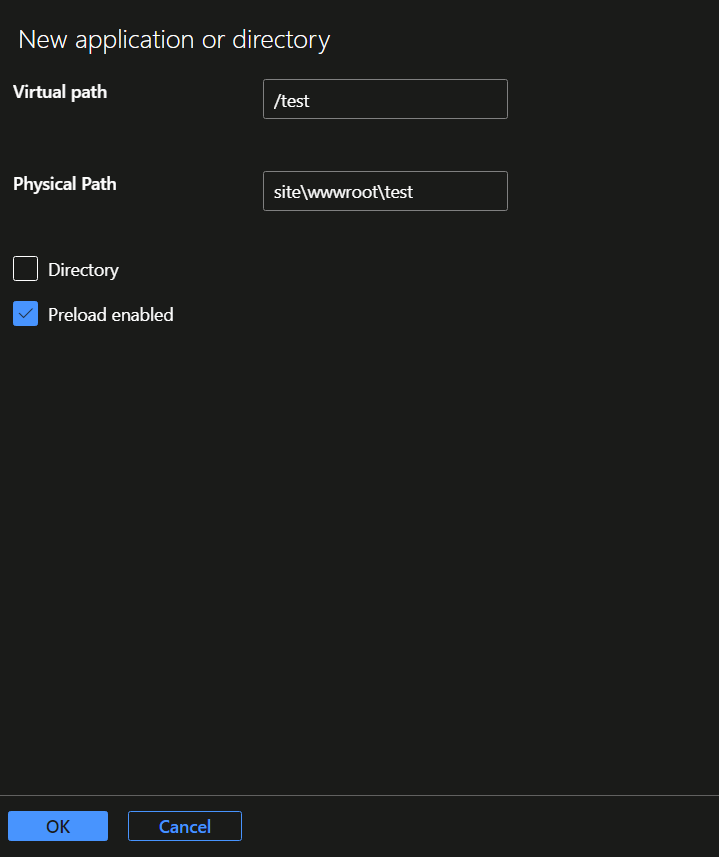 New application or directory
Virtual path
/test
Physical Path
site\wwwroot\test
Directory
Preload enabled
OK
Cancel